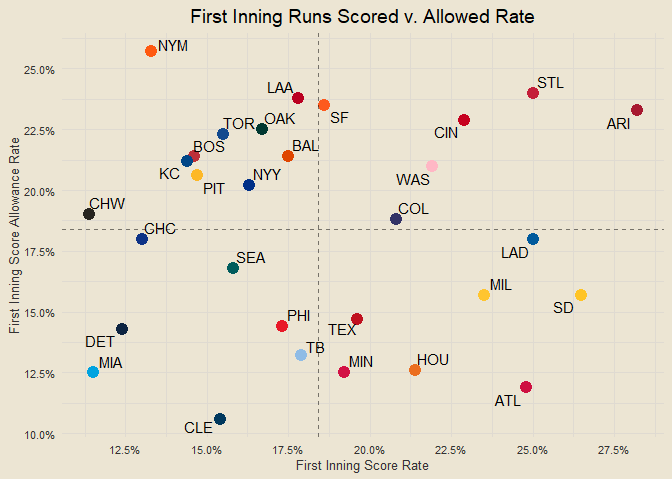 First Inning Runs Scored v. Allowed Rate
NYM
25.0%
STL
LAA
SF
ARI
OAK
TOR
CIN
22.5%
BOS
BAL
KC
WAS
PIT
NYY
20.0%
CHW
COL
CHC
LAD
17.5%
SEA
MIL
SD
PHI
TEX
15.0%
DET
TB
MIA
MIN
HOU
12.5%
ATL
CLE
10.0%
12.5% 15.0% 17.5% 20.0% 22.5% 25.0% 27.5%
First Inning Score Rate
First Inning Score Allowance Rate